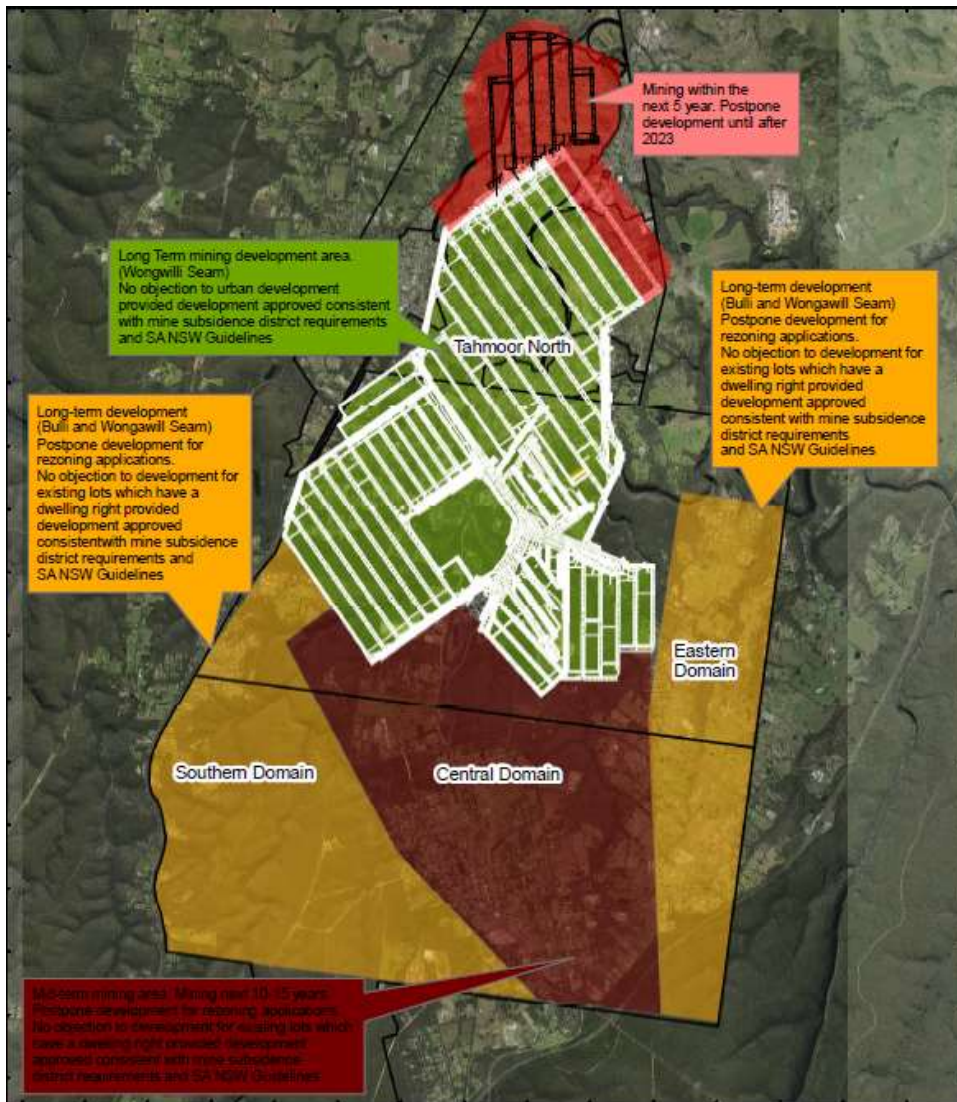 Mining within the
next 5 year. Postpone
development until after
2023
Long Term mining development area.
(Wongwilli Seam)
No objection to urban development
provided development approved consistent
with mine subsidence district requirements
and SA NSW Guidelines
Long-term development
(Bulli and Wongawill Seam)
Postpone development for
rezoning applications.
No objection to development for
existing lots which have a
dwelling right provided
development approved
consistent with mine subsidence
district requirements
and SA NSW Guidelines
Tahmoor North
Long-term development
(Bulli and Wongawill Seam)
Postpone development for
rezoning applications.
No objection to development for
existing lots which have a
dwelling right provided
development approved
consistentwith mine subsidence
district requirements and
SA NSW Guidelines
Eastern
Domain
Southern Domain
Central Domain
Mid-term mining area. Mining next 10-15 years.
Postpone development for rezoning applications.
No objection to development for existing lots which
have a dwelling right provided development
approved consistent with mine subsidence
district requirements and SA NSW Guidelines